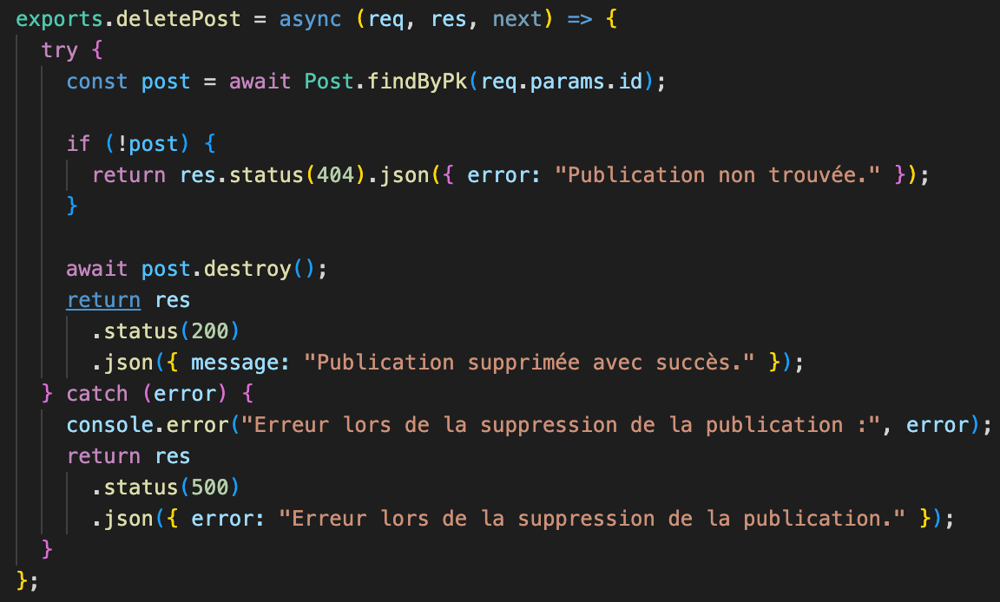 exports.deletePost = async (req, res, next) => {
  try {
    const post = await Post.findByPk(req.params.id);

    if (!post) {
      return res.status(404).json({ error: "Publication non trouvée." });
    }

    await post.destroy();
    return res
      .status(200)
      .json({ message: "Publication supprimée avec succès." });
  } catch (error) {
    console.error("Erreur lors de la suppression de la publication :", error);
    return res
      .status(500)
      .json({ error: "Erreur lors de la suppression de la publication." });
  }
};